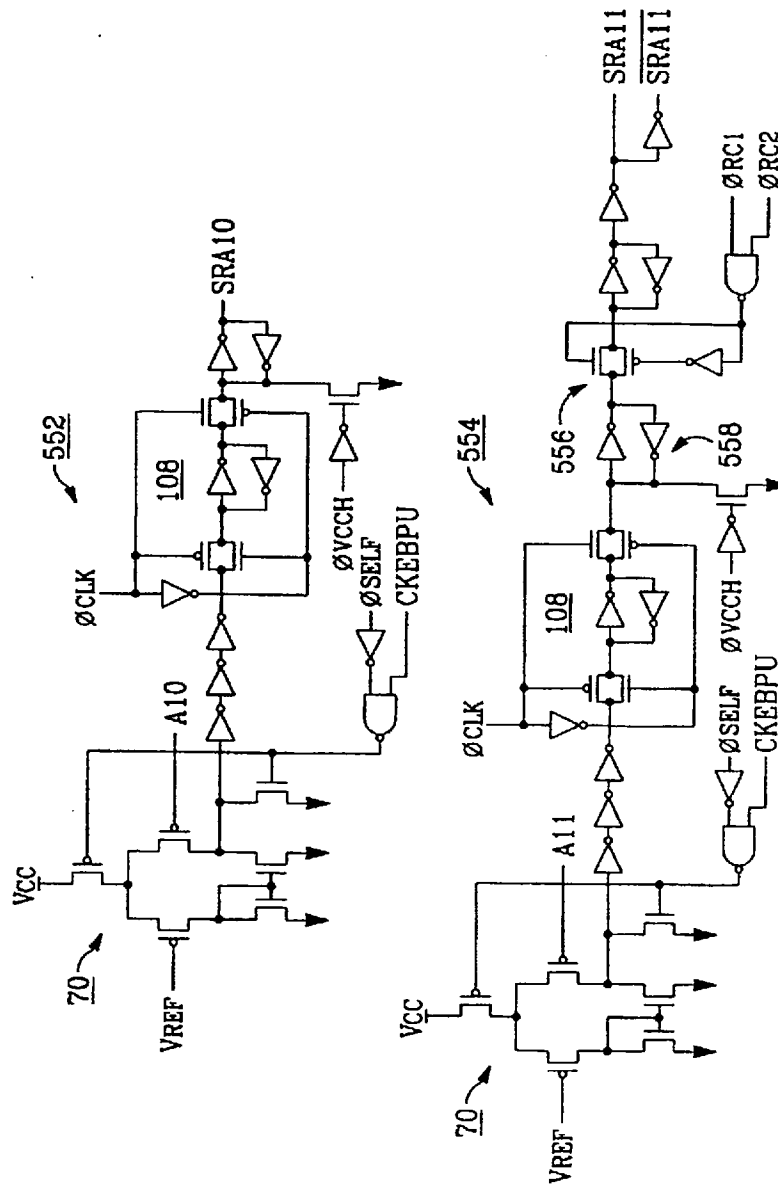 552
VCC
70
VREF
A10
ØCLK
108
ØVCCH
ØSELF
CKEBPU
SRA10
554
VCC
70
VREF
A11
ØCLK
108
ØVCCH
ØSELF
CKEBPU
556
558
ØRC1
ØRC2
SRA11
SRA11